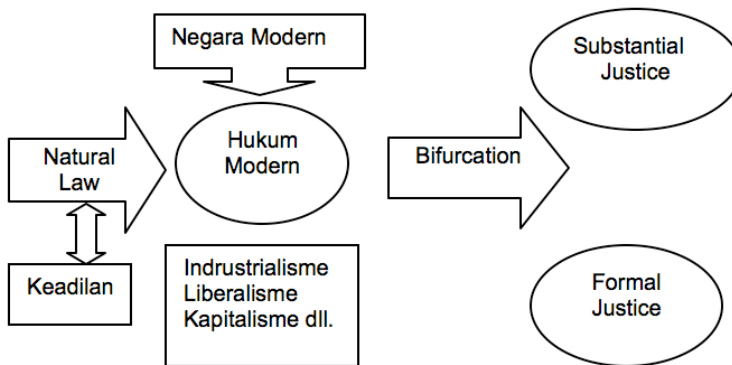 Negara Modern
Substantial
Justice
Natural
Law
Hukum
Modern
Bifurcation
Keadilan
Indrustrialisme
Liberalisme
Kapitalisme dll.
Formal
Justice